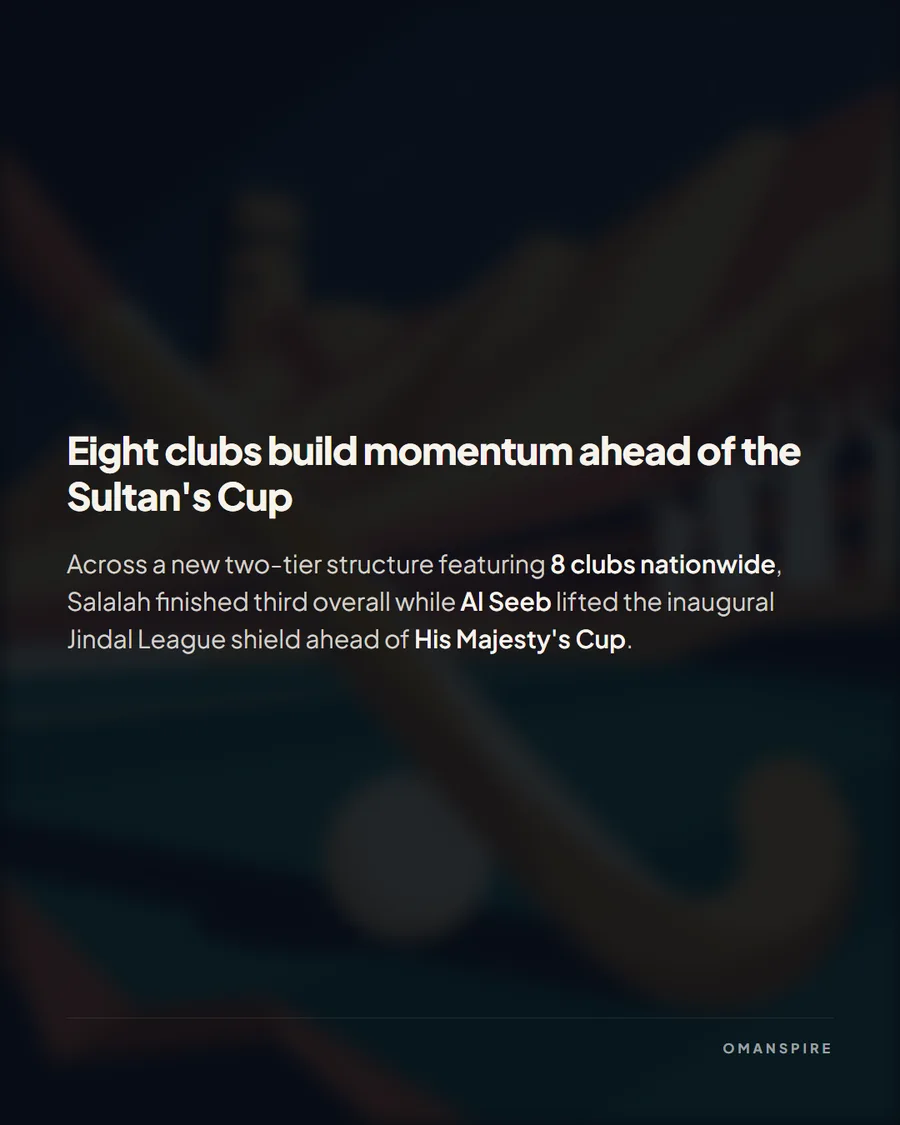 Eight clubs build momentum ahead of the
Sultan's Cup
Across a new two-tier structure featuring 8 clubs nationwide,
Salalah finished third overall while Al Seeb lifted the inaugural
Jindal League shield ahead of His Majesty's Cup.
OMANSPIRE